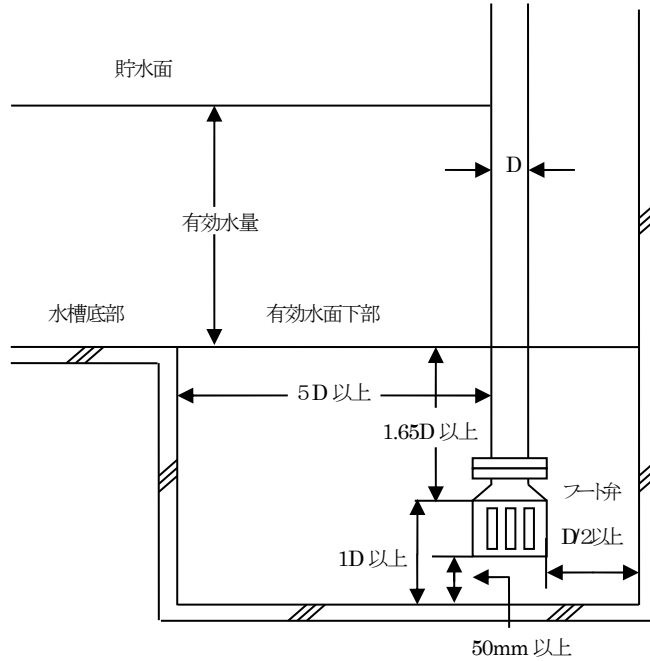 貯水面
D
有効水量
水槽底部
有効水面下部
5D 以上
1.65D 以上
フート弁
D/2以上
1D 以上
50mm 以上